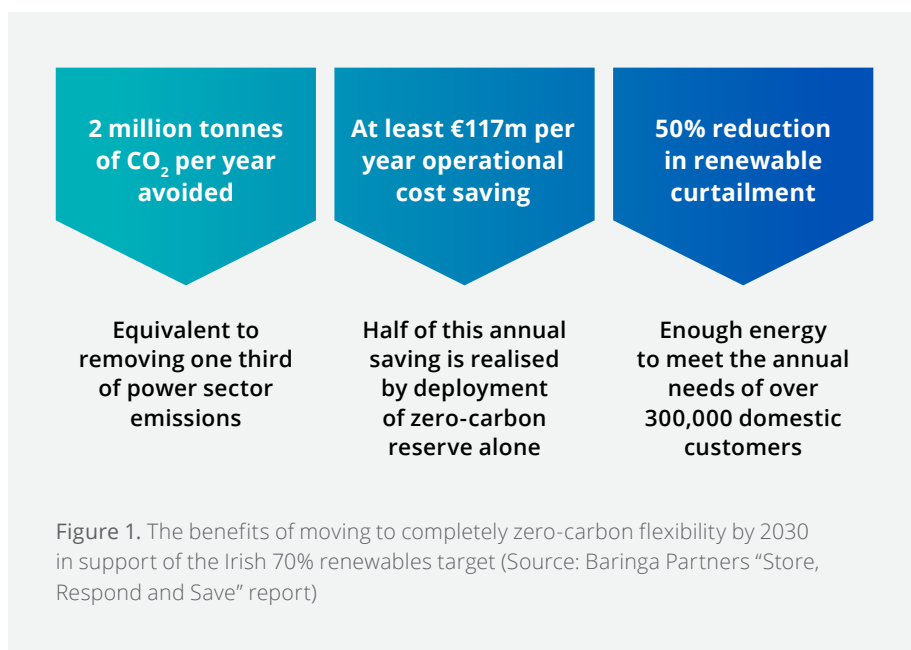 2 million tonnes
of CO₂ per year
avoided
At least €117m per
year operational
cost saving
50% reduction
in renewable
curtailment
Equivalent to
removing one third
of power sector
emissions
Half of this annual
saving is realised
by deployment
of zero-carbon
reserve alone
Enough energy
to meet the annual
needs of over
300,000 domestic
customers
Figure 1. The benefits of moving to completely zero-carbon flexibility by 2030
in support of the Irish 70% renewables target (Source: Baringa Partners “Store,
Respond and Save” report)